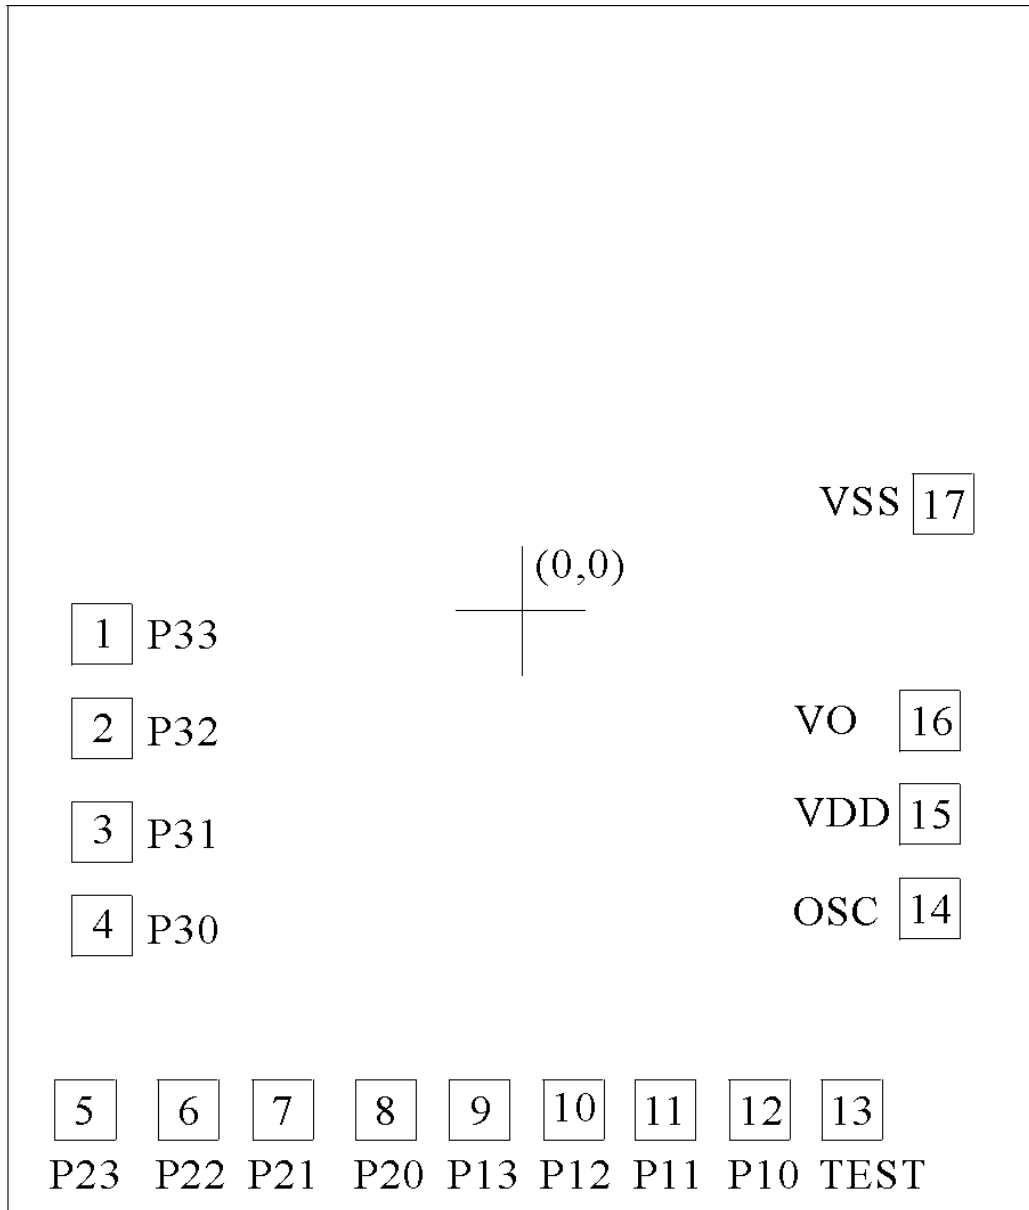 VSS 17
(0,0)
1 P33
2 P32
VO 16
3 P31
VDD 15
4 P30
OSC 14
5 6 7 8 9 10 11 12 13
P23 P22 P21 P20 P13 P12 P11 P10 TEST